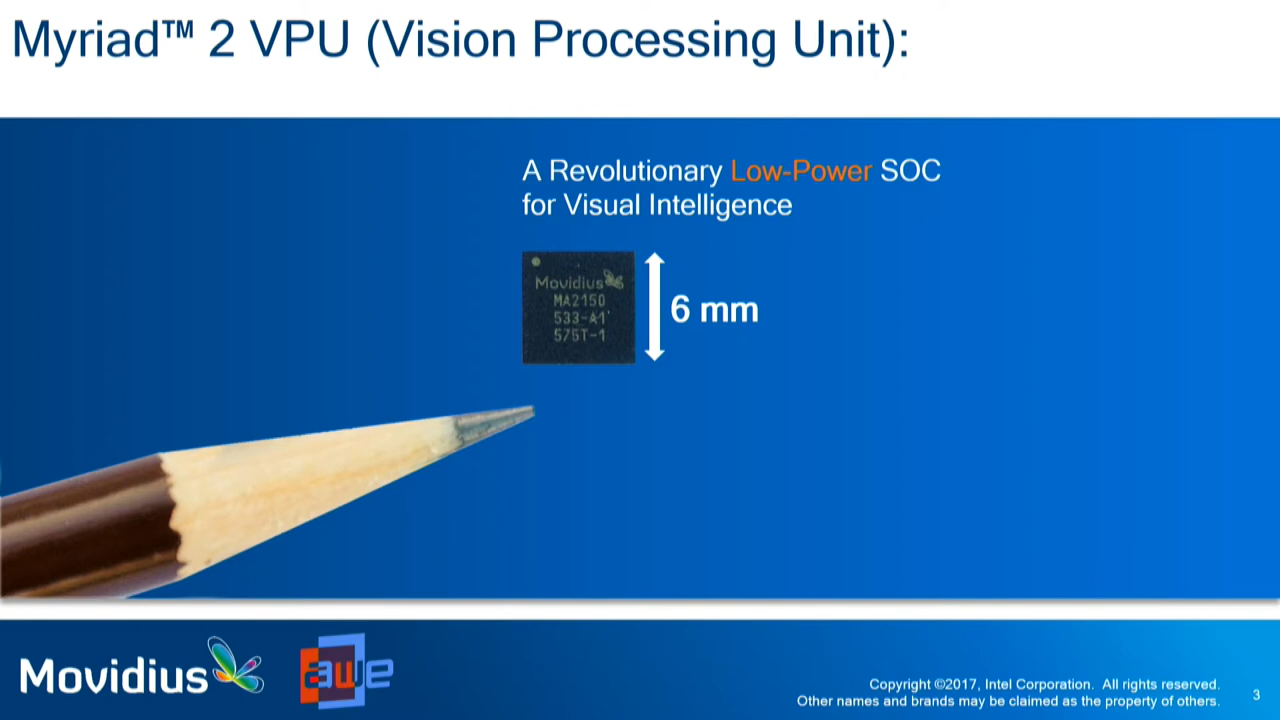 Myriad™ 2 VPU (Vision Processing Unit):
A Revolutionary Low-Power SOC
for Visual Intelligence
Movidius
MA2150
533-A1
575T-1
6 mm
Movidius
awe
Copyright ©2017, Intel Corporation. All rights reserved.
Other names and brands may be claimed as the property of others.
3